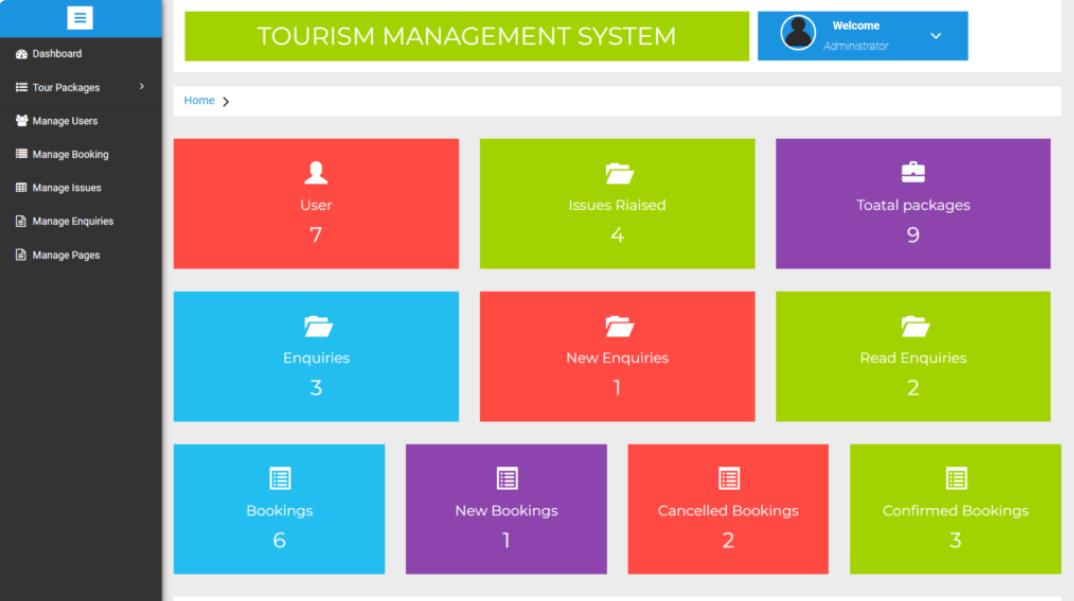 TOURISM MANAGEMENT SYSTEM
Welcome
Administrator
Dashboard
Tour Packages
Manage Users
Manage Booking
Manage Issues
Manage Enquiries
Manage Pages
Home
User
7
Issues Riaised
4
Toatal packages
9
Enquiries
3
New Enquiries
1
Read Enquiries
2
Bookings
6
New Bookings
1
Cancelled Bookings
2
Confirmed Bookings
3